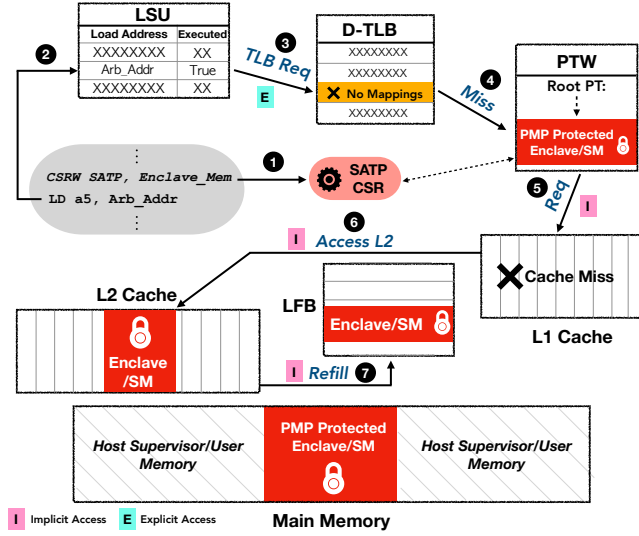 LSU
Load Address Executed
XXXXXXXX XX
Arb_Addr True
XXXXXXXX XX
2
3
TLB Req
E
D-TLB
XXXXXXXX
XXXXXXXX
No Mappings
XXXXXXXX
4
Miss
PTW
Root PT:
PMP Protected
Enclave/SM
CSRW SATP, Enclave_Mem
LD a5, Arb_Addr
1
SATP
CSR
5
Req
I
6
I Access L2
Cache Miss
L1 Cache
L2 Cache
Enclave
/SM
LFB
Enclave/SM
I Refill 7
Host Supervisor/User
Memory
PMP Protected
Enclave/SM
Host Supervisor/User
Memory
I Implicit Access E Explicit Access
Main Memory